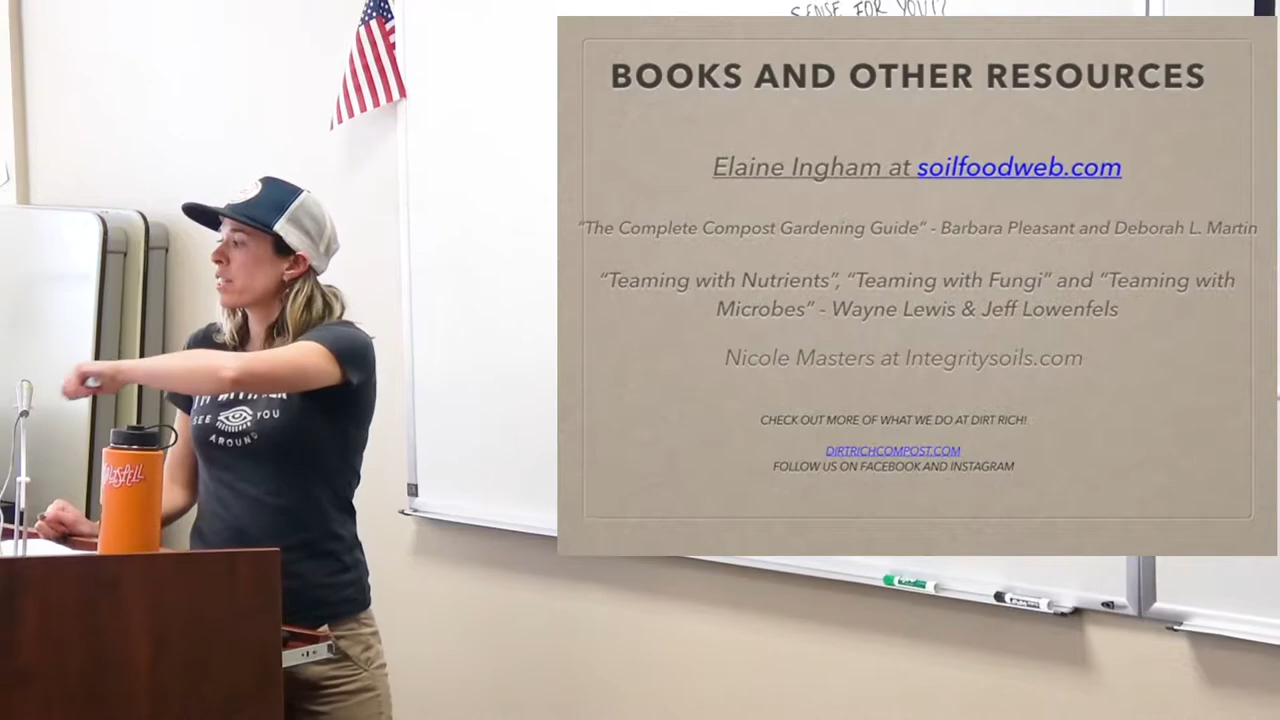 SENSE FOR YOU??
BOOKS AND OTHER RESOURCES
Elaine Ingham at soilfoodweb.com
“The Complete Compost Gardening Guide” - Barbara Pleasant and Deborah L. Martin
“Teaming with Nutrients”, “Teaming with Fungi” and “Teaming with
Microbes” - Wayne Lewis & Jeff Lowenfels
Nicole Masters at Integritysoils.com
CHECK OUT MORE OF WHAT WE DO AT DIRT RICH!
DIRTRICHCOMPOST.COM
FOLLOW US ON FACEBOOK AND INSTAGRAM
SEE YOU
AROUND